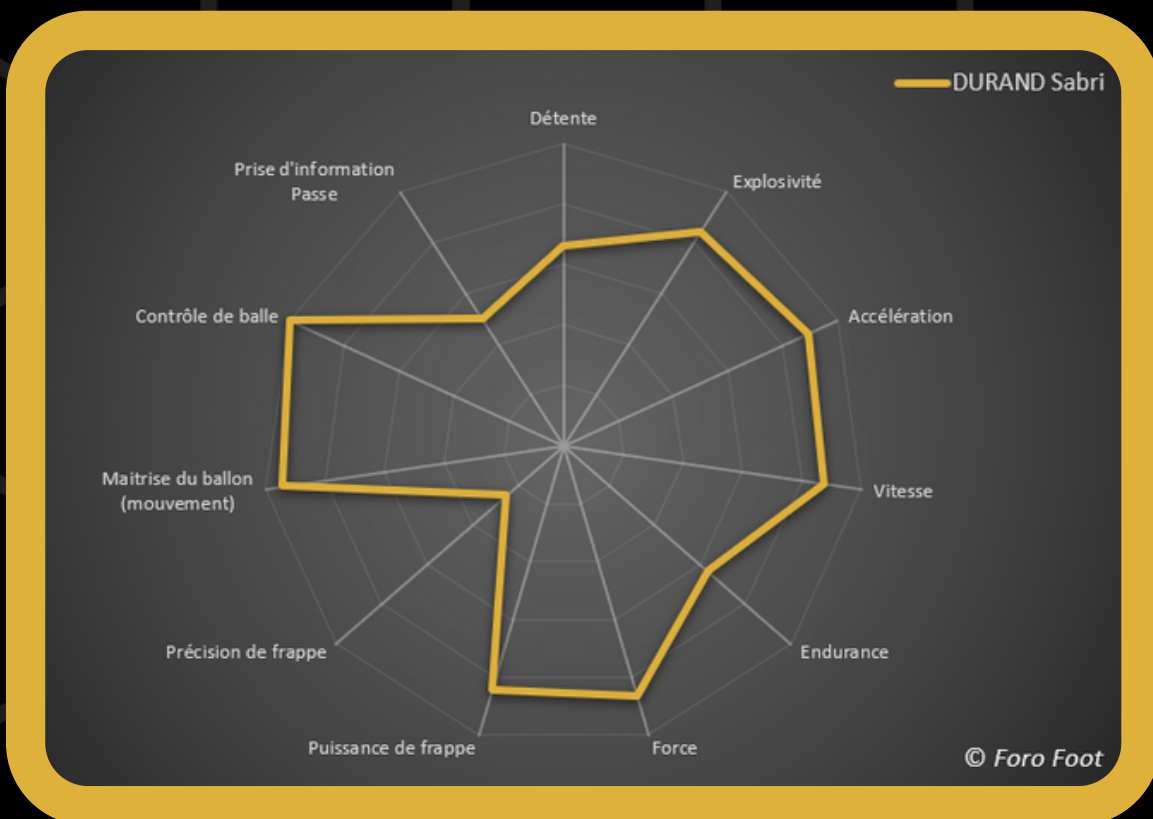 DURAND Sabri
Détente
Explosivité
Accélération
Vitesse
Endurance
Force
Puissance de frappe
Précision de frappe
Maitrise du ballon
(mouvement)
Contrôle de balle
Prise d'information
Passe
© Foro Foot